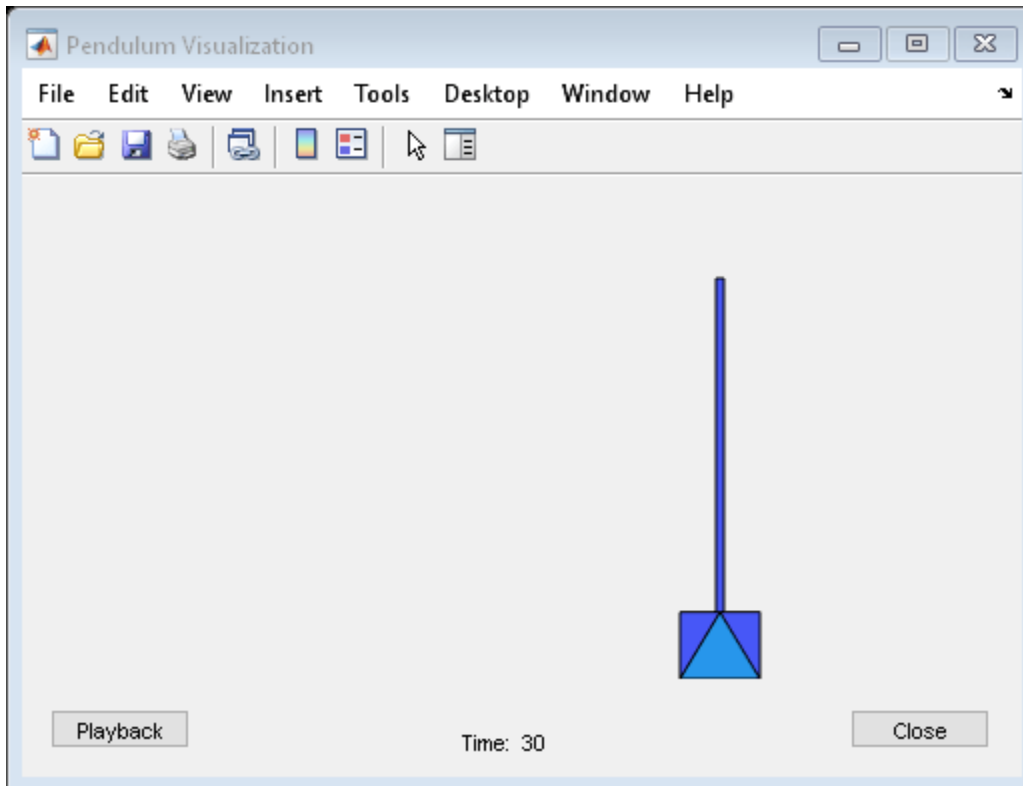 Pendulum Visualization
File Edit View Insert Tools Desktop Window Help
Playback
Time: 30
Close